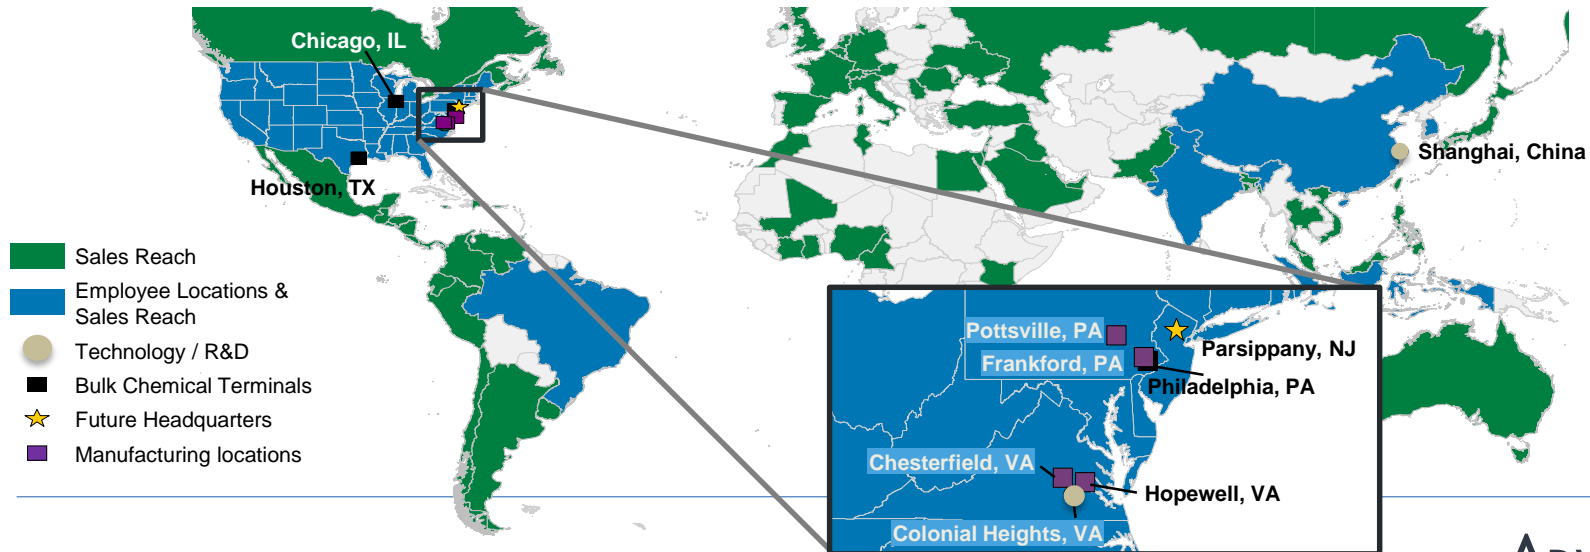 Chicago, IL
Houston, TX
Shanghai, China
Sales Reach
Employee Locations &
Sales Reach
Technology / R&D
Bulk Chemical Terminals
Future Headquarters
Manufacturing locations
Pottsville, PA
Parsippany, NJ
Frankford, PA
Philadelphia, PA
Chesterfield, VA
Hopewell, VA
Colonial Heights, VA